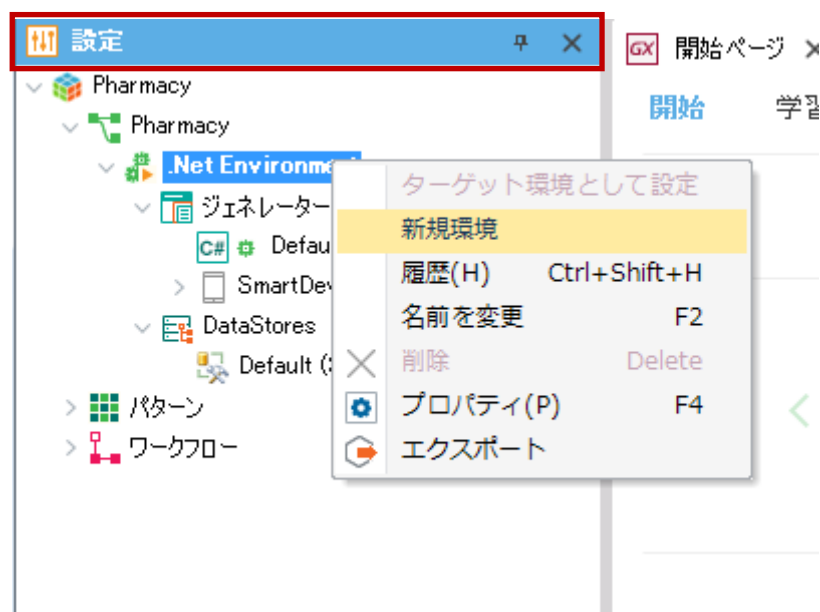 設定
GX 開始ページ
開始 学習
Pharmacy
Pharmacy
.Net Environment
ジェネレーター
C# Defau
SmartDev
DataStores
Default (
パターン
ワークフロー
ターゲット環境として設定
新規環境
履歴(H) Ctrl+Shift+H
名前を変更 F2
削除 Delete
プロパティ(P) F4
エクスポート